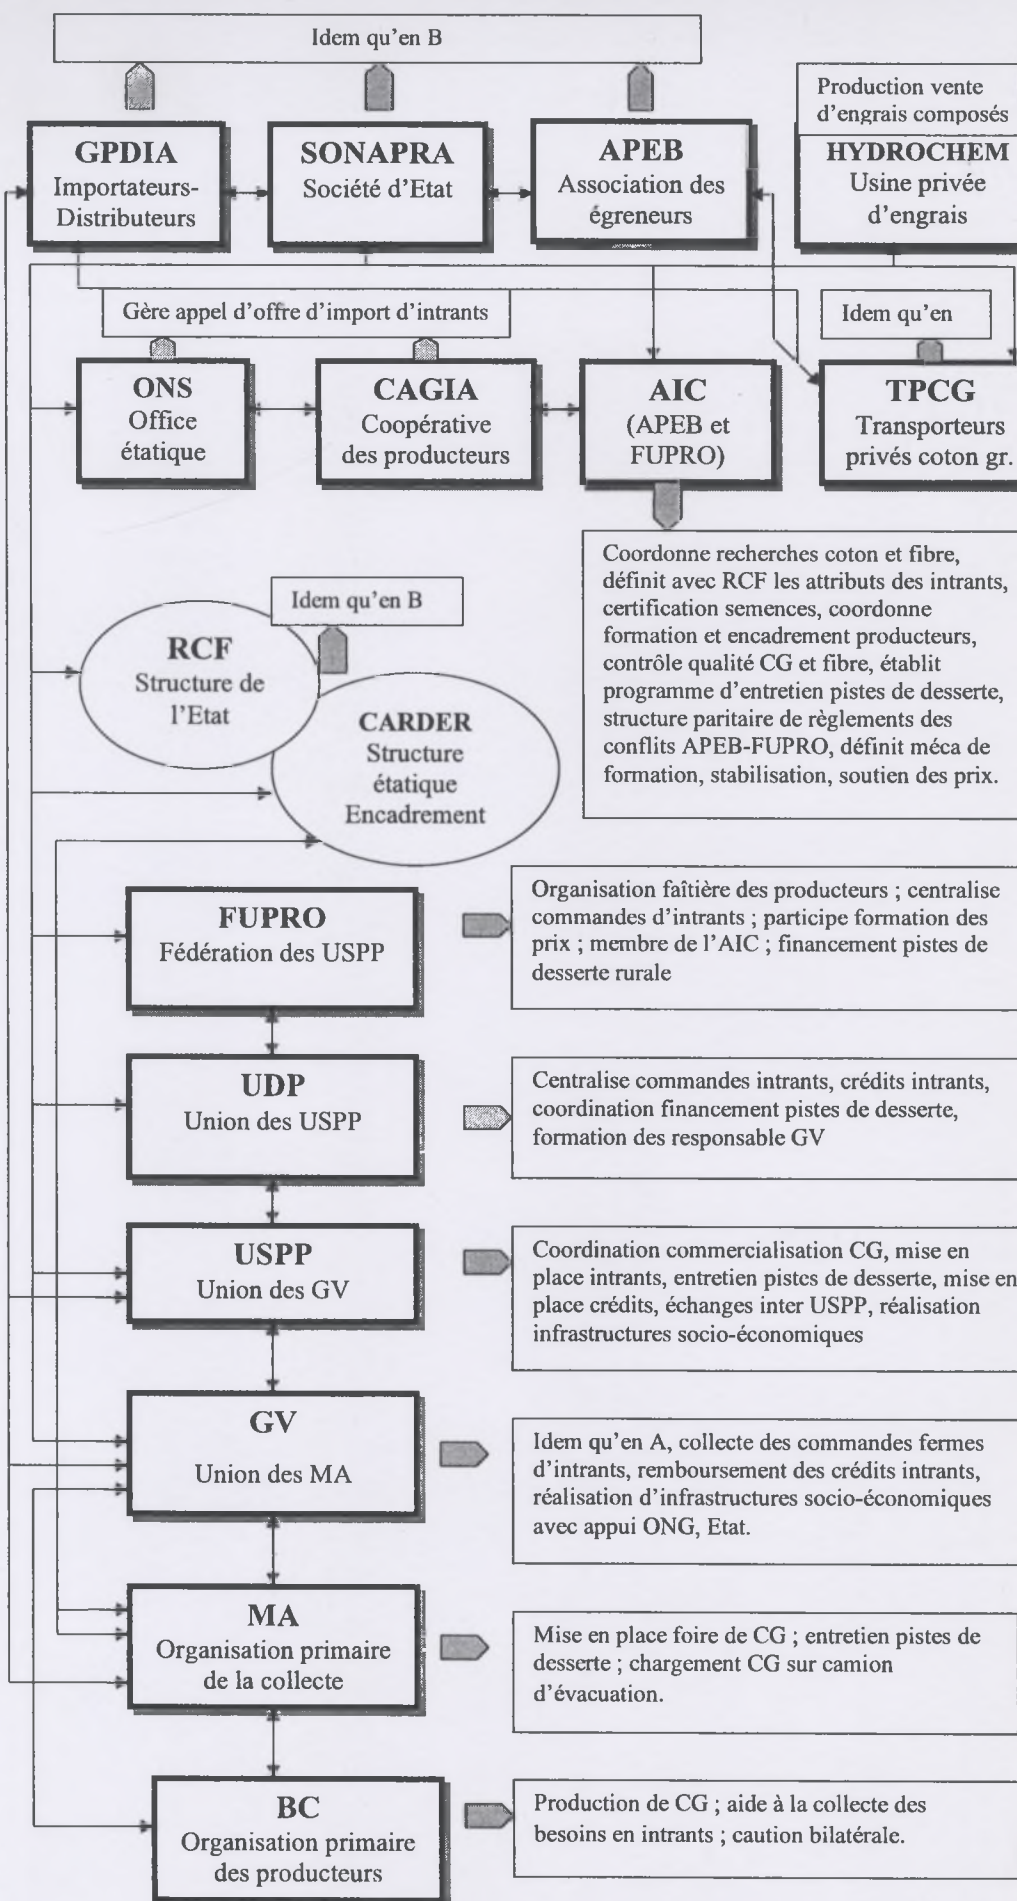 Idem qu'en B
Production vente
d'engrais composés
GPDIA
Importateurs-
Distributeurs
SONAPRA
Société d'Etat
APEB
Association des
égreneurs
HYDROCHEM
Usine privée
d'engrais
Gère appel d'offre d'import d'intrants
Idem qu'en
ONS
Office
étatique
CAGIA
Coopérative
des producteurs
AIC
(APEB et
FUPRO)
TPCG
Transporteurs
privés coton gr.
Coordonne recherches coton et fibre,
définit avec RCF les attributs des intrants,
certification semences, coordonne
formation et encadrement producteurs,
contrôle qualité CG et fibre, établit
programme d'entretien pistes de desserte,
structure paritaire de règlements des
conflits APEB-FUPRO, définit méca de
formation, stabilisation, soutien des prix.
Idem qu'en B
RCF
Structure de
l'Etat
CARDER
Structure
étatique
Encadrement
FUPRO
Fédération des USPP
Organisation faîtière des producteurs ; centralise
commandes d'intrants ; participe formation des
prix ; membre de l'AIC ; financement pistes de
desserte rurale
UDP
Union des USPP
Centralise commandes intrants, crédits intrants,
coordination financement pistes de desserte,
formation des responsable GV
USPP
Union des GV
Coordination commercialisation CG, mise en
place intrants, entretien pistes de desserte, mise en
place crédits, échanges inter USPP, réalisation
infrastructures socio-économiques
GV
Union des MA
Idem qu'en A, collecte des commandes fermes
d'intrants, remboursement des crédits intrants,
réalisation d'infrastructures socio-économiques
avec appui ONG, Etat.
MA
Organisation primaire
de la collecte
Mise en place foire de CG ; entretien pistes de
desserte ; chargement CG sur camion
d'évacuation.
BC
Organisation primaire
des producteurs
Production de CG ; aide à la collecte des
besoins en intrants ; caution bilatérale.